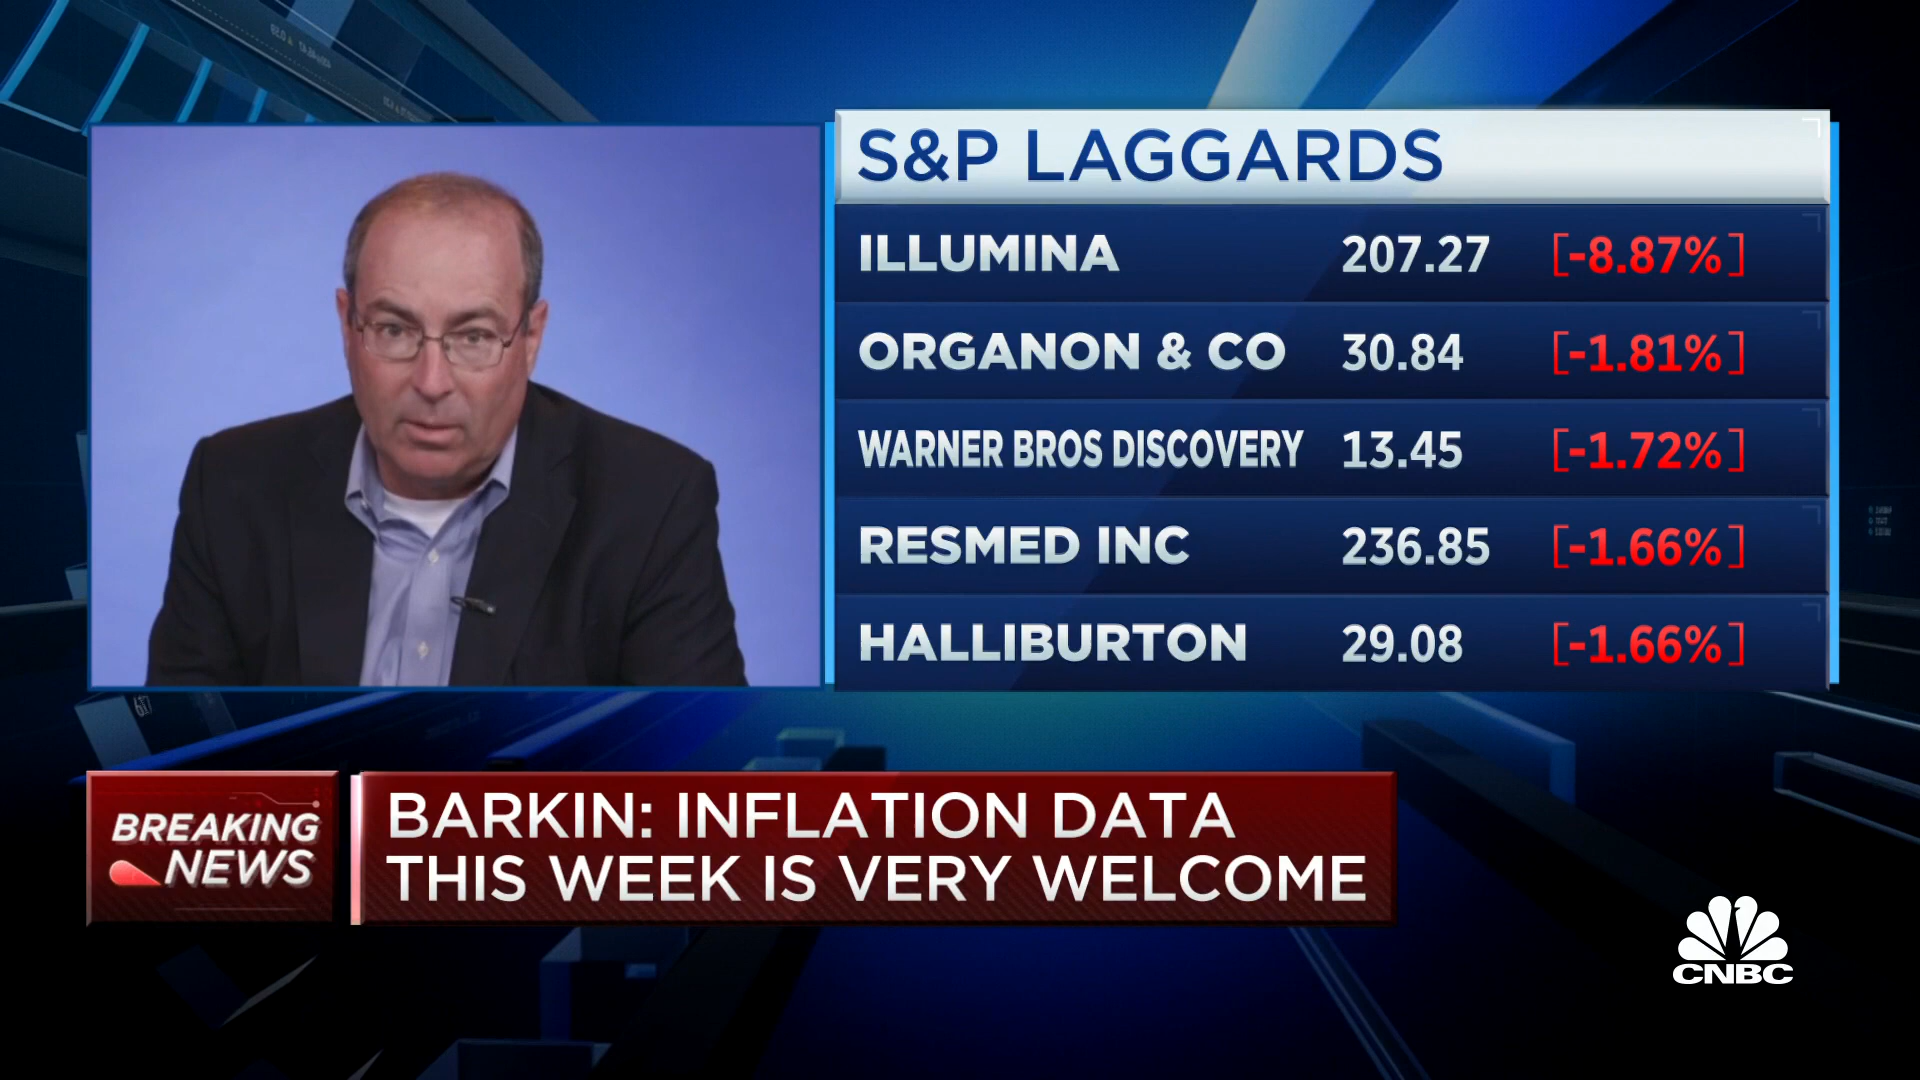 S&P LAGGARDS
ILLUMINA 207.27 [-8.87%]
ORGANON & CO 30.84 [-1.81%]
WARNER BROS DISCOVERY 13.45 [-1.72%]
RESMED INC 236.85 [-1.66%]
HALLIBURTON 29.08 [-1.66%]
BREAKING
NEWS
BARKIN: INFLATION DATA
THIS WEEK IS VERY WELCOME
CNBC